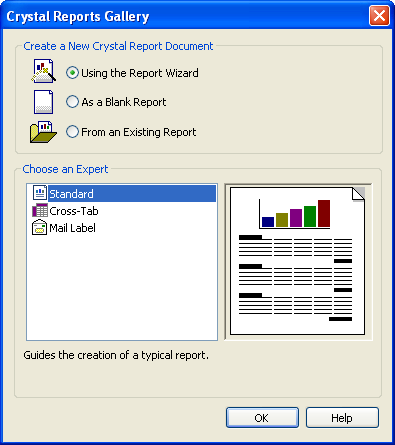 Crystal Reports Gallery
Create a New Crystal Report Document
Using the Report Wizard
As a Blank Report
From an Existing Report
Choose an Expert
Standard
Cross-Tab
Mail Label
Guides the creation of a typical report.
OK
Help